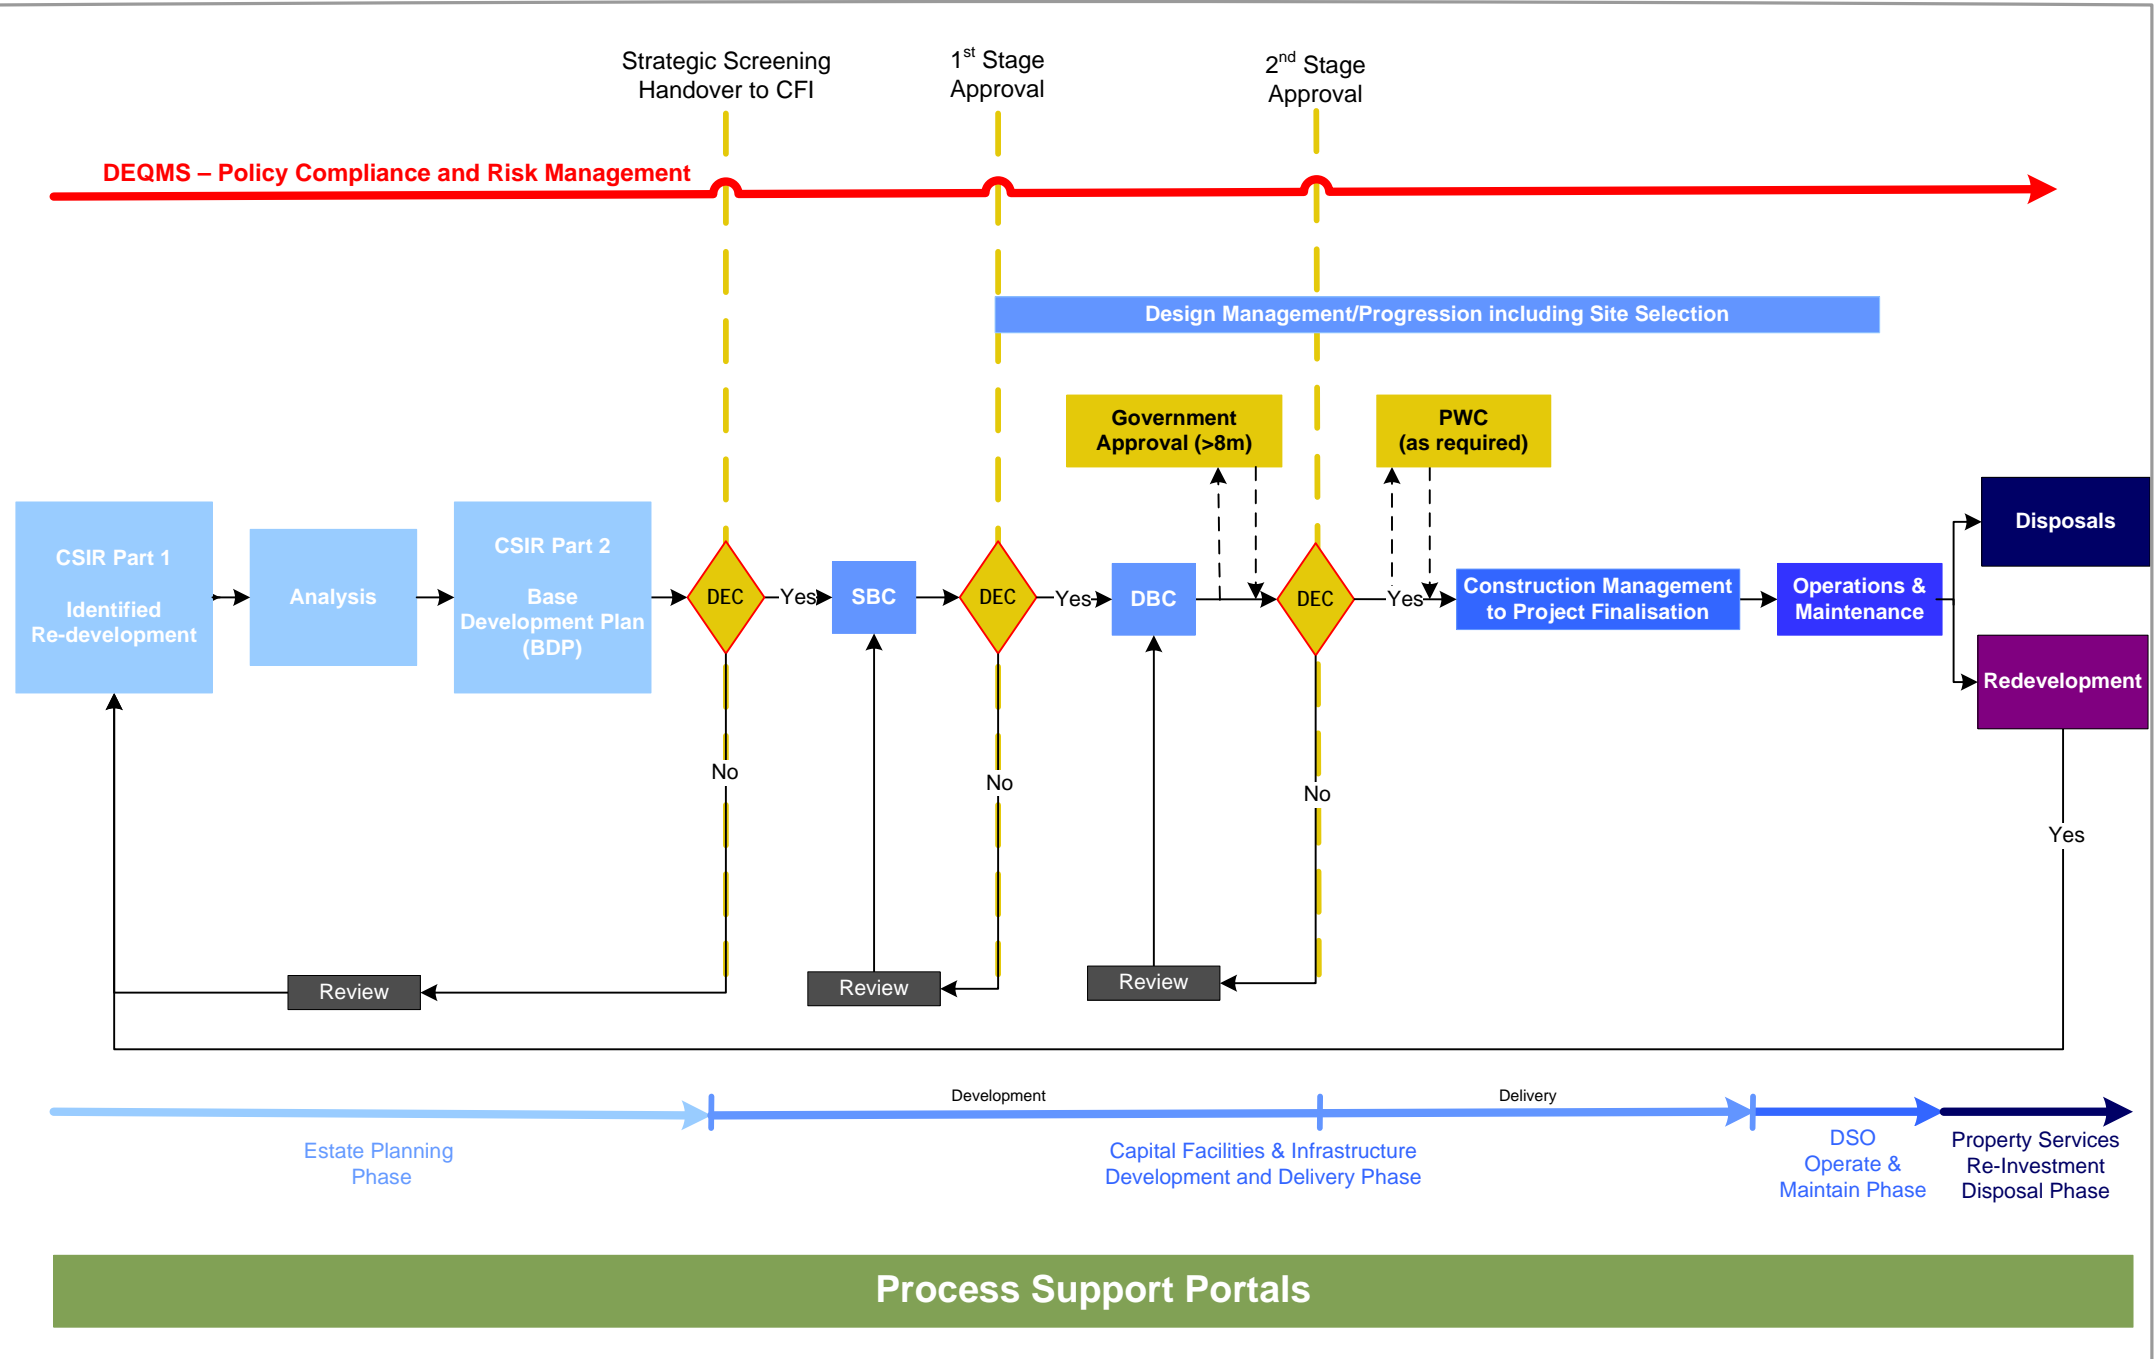 Strategic Screening
Handover to CFI
1st Stage
Approval
2nd Stage
Approval
DEQMS – Policy Compliance and Risk Management
Design Management/Progression including Site Selection
Government
Approval (>8m)
PWC
(as required)
CSIR Part 1
Identified
Re-development
Analysis
CSIR Part 2
Base
Development Plan
(BDP)
DEC
Yes
SBC
DEC
Yes
DBC
DEC
Yes
Construction Management
to Project Finalisation
Operations &
Maintenance
Disposals
Redevelopment
No
No
No
Yes
Review
Review
Review
Development
Delivery
Estate Planning
Phase
Capital Facilities & Infrastructure
Development and Delivery Phase
DSO
Operate &
Maintain Phase
Property Services
Re-Investment
Disposal Phase
Process Support Portals